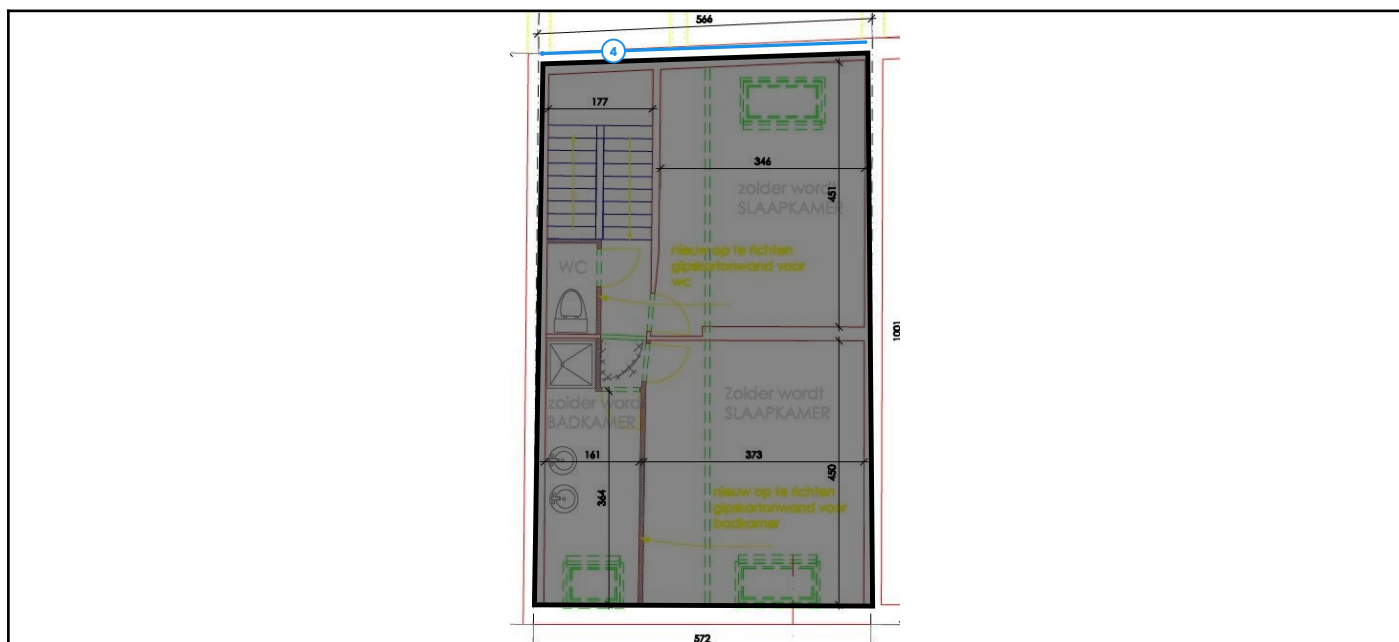 566
4
177
346
zolder wordt
SLAAPKAMER
451
nieuw op te richten
gipskartonwand voor
wc
WC
1001
zolder wordt
BADKAMER
Zolder wordt
SLAAPKAMER
161
373
450
364
nieuw op te richten
gipskartonwand voor
badkamer
572